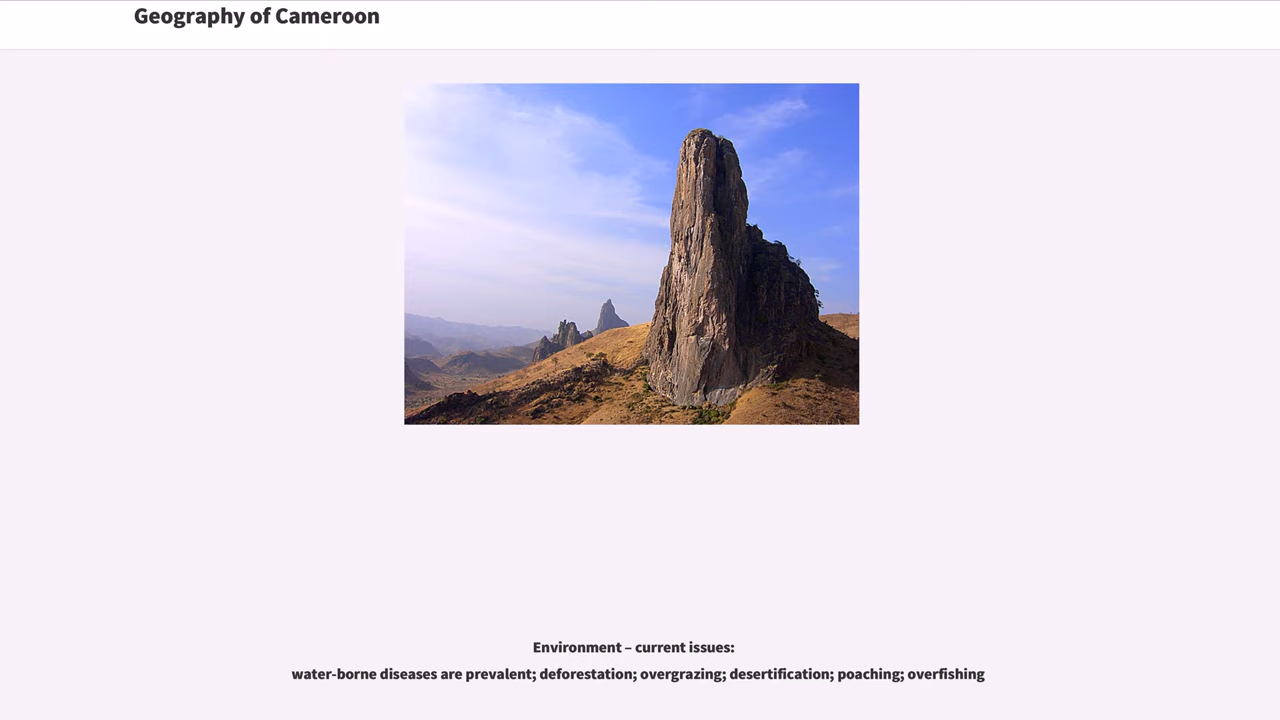 Geography of Cameroon
Environment – current issues:
water-borne diseases are prevalent; deforestation; overgrazing; desertification; poaching; overfishing